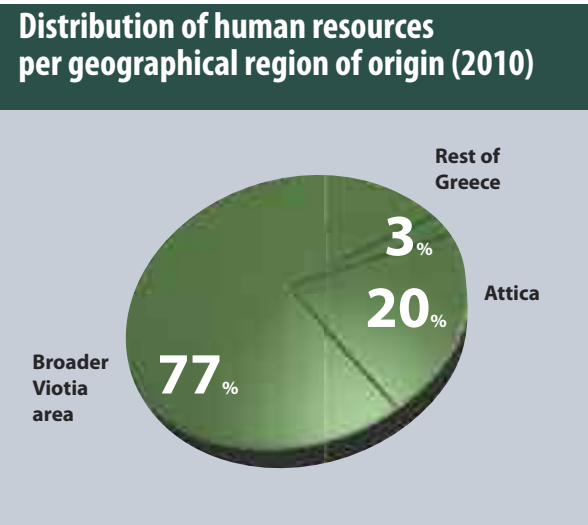 Distribution of human resources
per geographical region of origin (2010)
Rest of
Greece
3%
Attica
20%
Broader
Viotia
area
77%